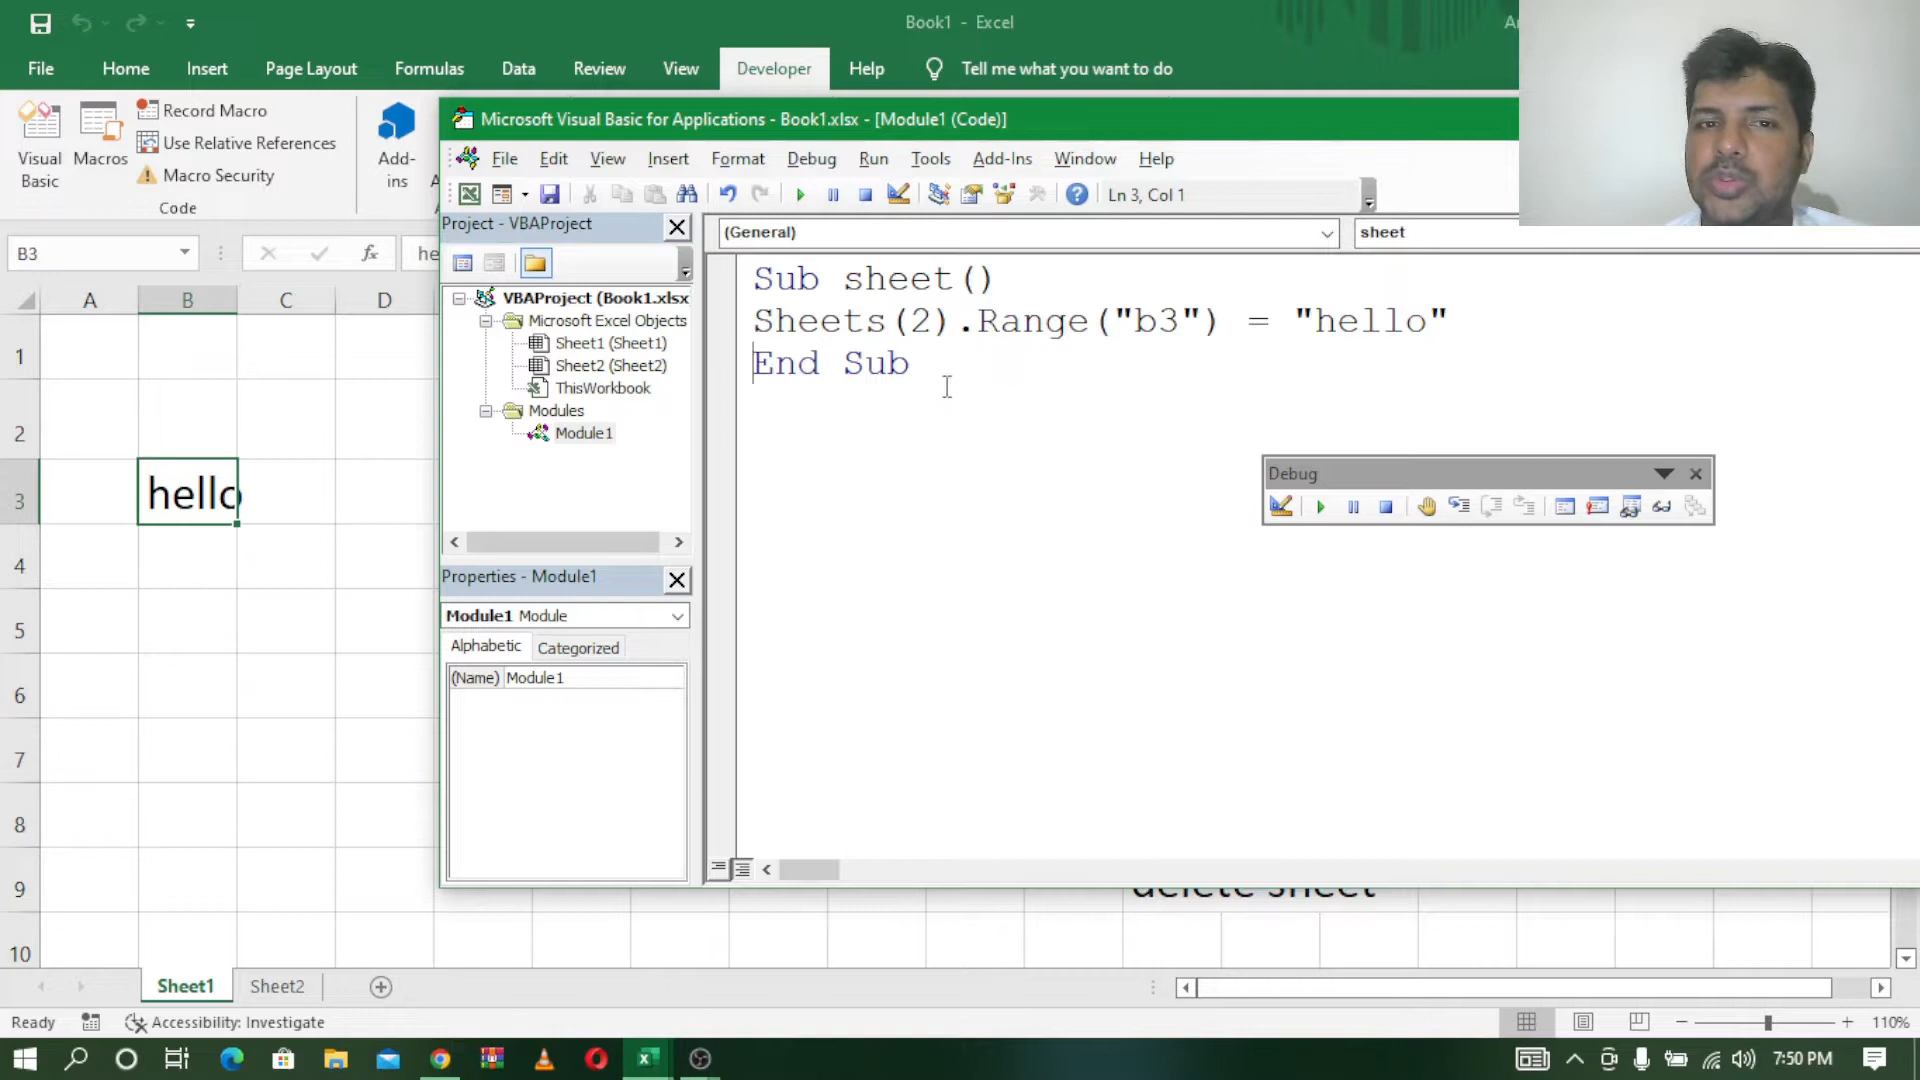 Book1 - Excel
File Home Insert Page Layout Formulas Data Review View Developer Help Tell me what you want to do
Visual Basic
Macros
Record Macro
Use Relative References
Macro Security
Code
Add-ins
Microsoft Visual Basic for Applications - Book1.xlsx - [Module1 (Code)]
File Edit View Insert Format Debug Run Tools Add-Ins Window Help
Ln 3, Col 1
Project - VBAProject
(General)
sheet
B3
fx
he
VBAProject (Book1.xlsx
Microsoft Excel Objects
Sheet1 (Sheet1)
Sheet2 (Sheet2)
ThisWorkbook
Modules
Module1
Sub sheet()
Sheets(2).Range("b3") = "hello"
End Sub
Debug
A B C D
1
2
3
hello
4
5
6
7
8
9
10
Properties - Module1
Module1 Module
Alphabetic Categorized
(Name) Module1
delete sheet
Sheet1 Sheet2
Ready Accessibility: Investigate
110%
7:50 PM